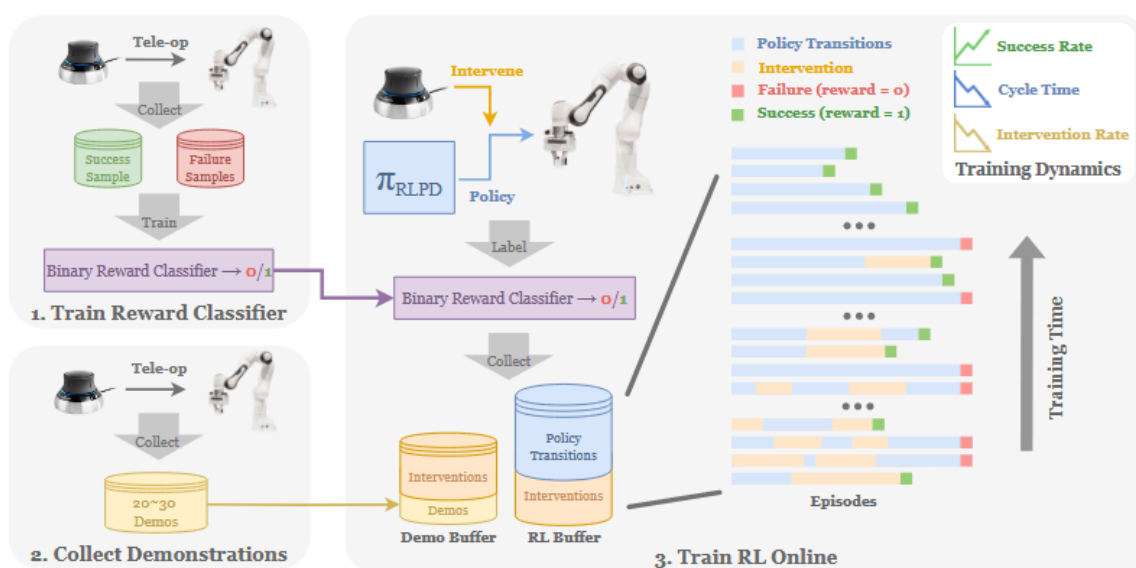 Tele-op
Collect
Success
Sample
Failure
Samples
Train
Binary Reward Classifier → 0/1
1. Train Reward Classifier
Tele-op
Collect
20~30
Demos
2. Collect Demonstrations
Intervene
πRLPD
Policy
Label
Binary Reward Classifier → 0/1
Collect
Interventions
Demos
Demo Buffer
Policy
Transitions
Interventions
RL Buffer
Policy Transitions
Intervention
Failure (reward = 0)
Success (reward = 1)
Success Rate
Cycle Time
Intervention Rate
Training Dynamics
Training Time
Episodes
3. Train RL Online